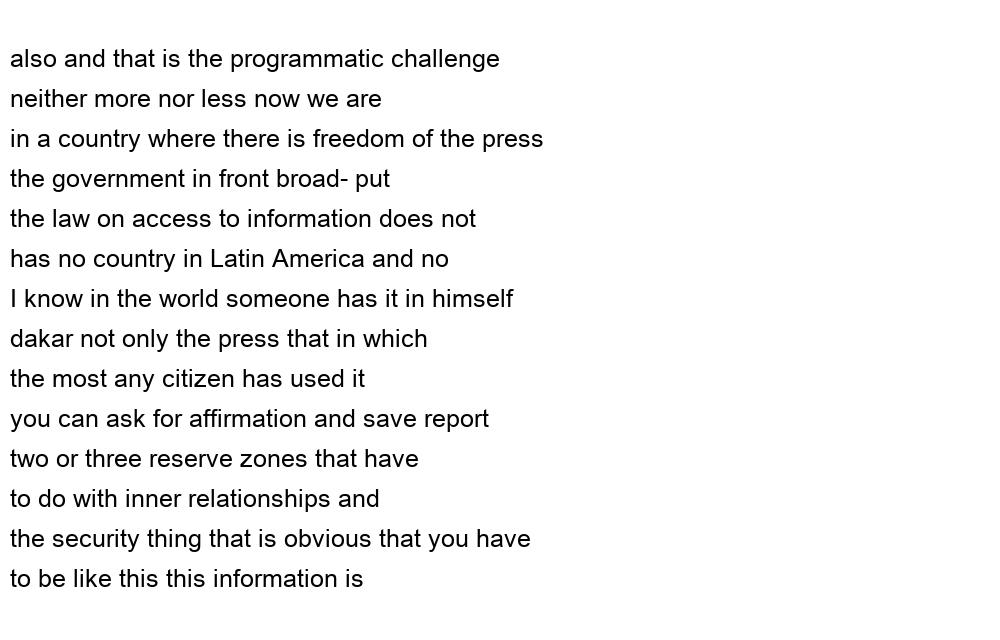 also and that is the programmatic challenge
neither more nor less now we are
in a country where there is freedom of the press
the government in front broad- put
the law on access to information does not
has no country in Latin America and no
I know in the world someone has it in himself
dakar not only the press that in which
the most any citizen has used it
you can ask for affirmation and save report
two or three reserve zones that have
to do with inner relationships and
the security thing that is obvious that you have
to be like this this information is